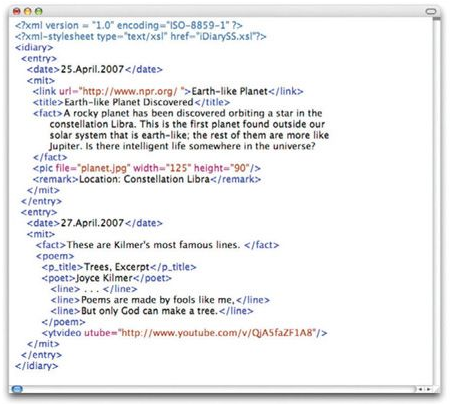 <?xml version = "1.0" encoding="ISO-8859-1" ?>
<?xml-stylesheet type="text/xsl" href="iDiarySS.xsl"?>
<idiary>
<entry>
<date>25.April.2007</date>
<mit>
<link url="http://www.npr.org/ ">Earth-like Planet</link>
<title>Earth-like Planet Discovered</title>
<fact>A rocky planet has been discovered orbiting a star in the
constellation Libra. This is the first planet found outside our
solar system that is earth-like; the rest of them are more like
Jupiter. Is there intelligent life somewhere in the universe?
</fact>
<pic file="planet.jpg" width="125" height="90"/>
<remark>Location: Constellation Libra</remark>
</mit>
</entry>
<entry>
<date>27.April.2007</date>
<mit>
<fact>These are Kilmer's most famous lines. </fact>
<poem>
<p_title>Trees, Excerpt</p_title>
<poet>Joyce Kilmer</poet>
<line> . . . </line>
<line>Poems are made by fools like me,</line>
<line>But only God can make a tree.</line>
</poem>
<ytvideo utube="http://www.youtube.com/v/QjA5faZF1A8"/>
</mit>
</entry>
</idiary>